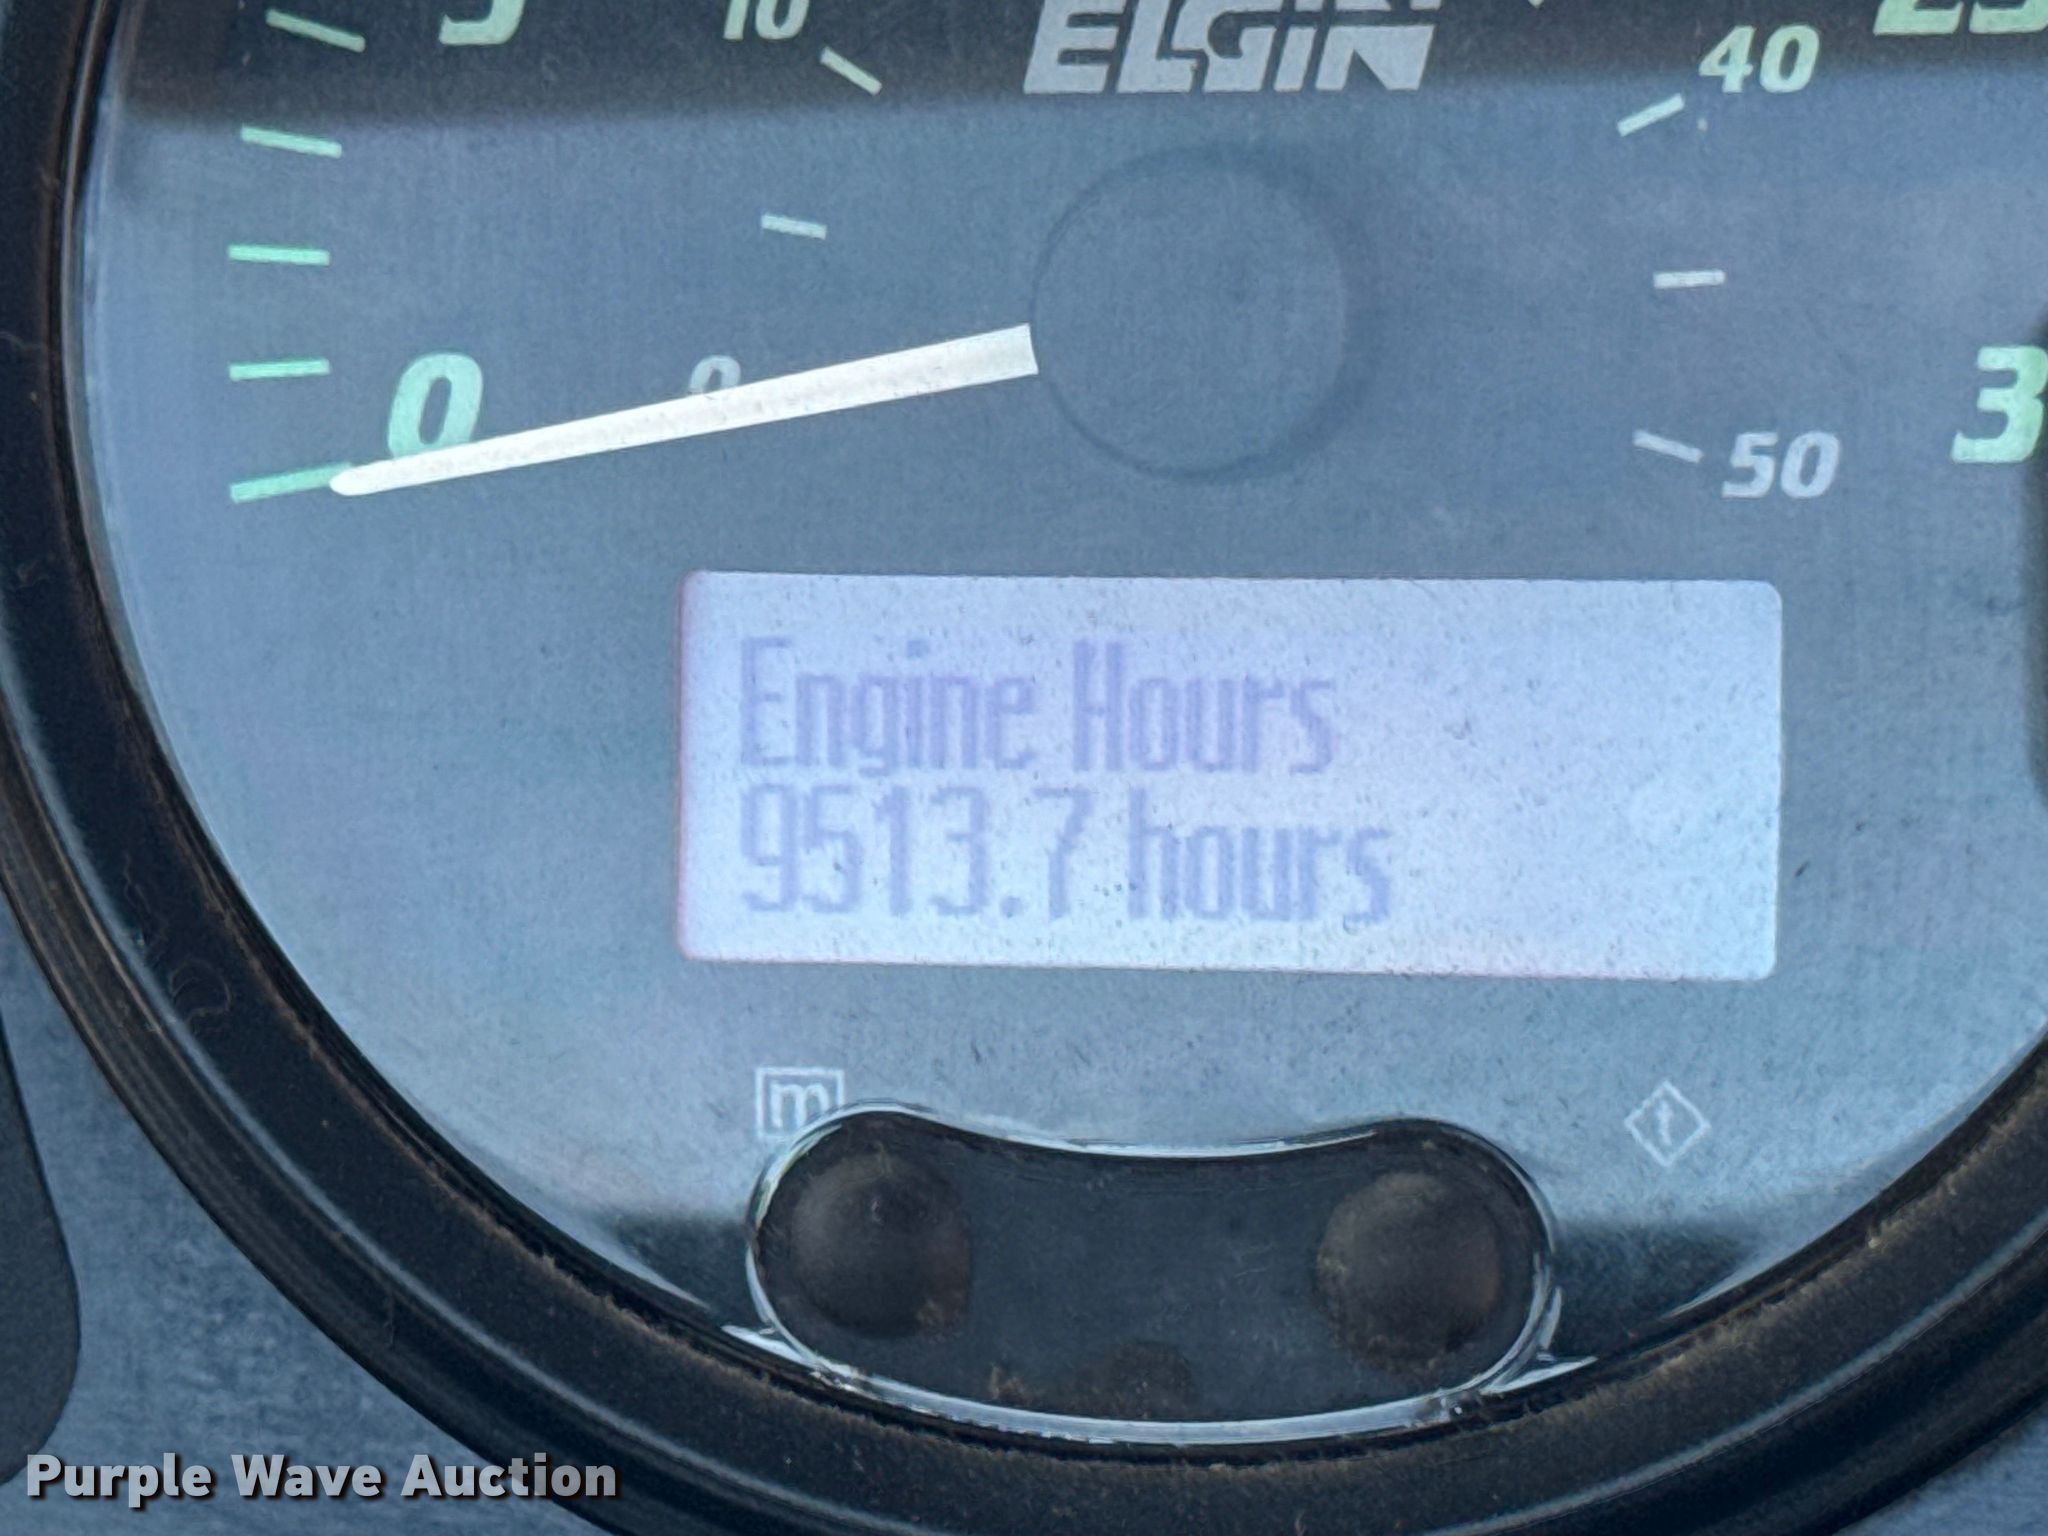 5
10
ELGIN
40
25
0
0
50
3
Engine Hours
9513.7 hours
m
Purple Wave Auction